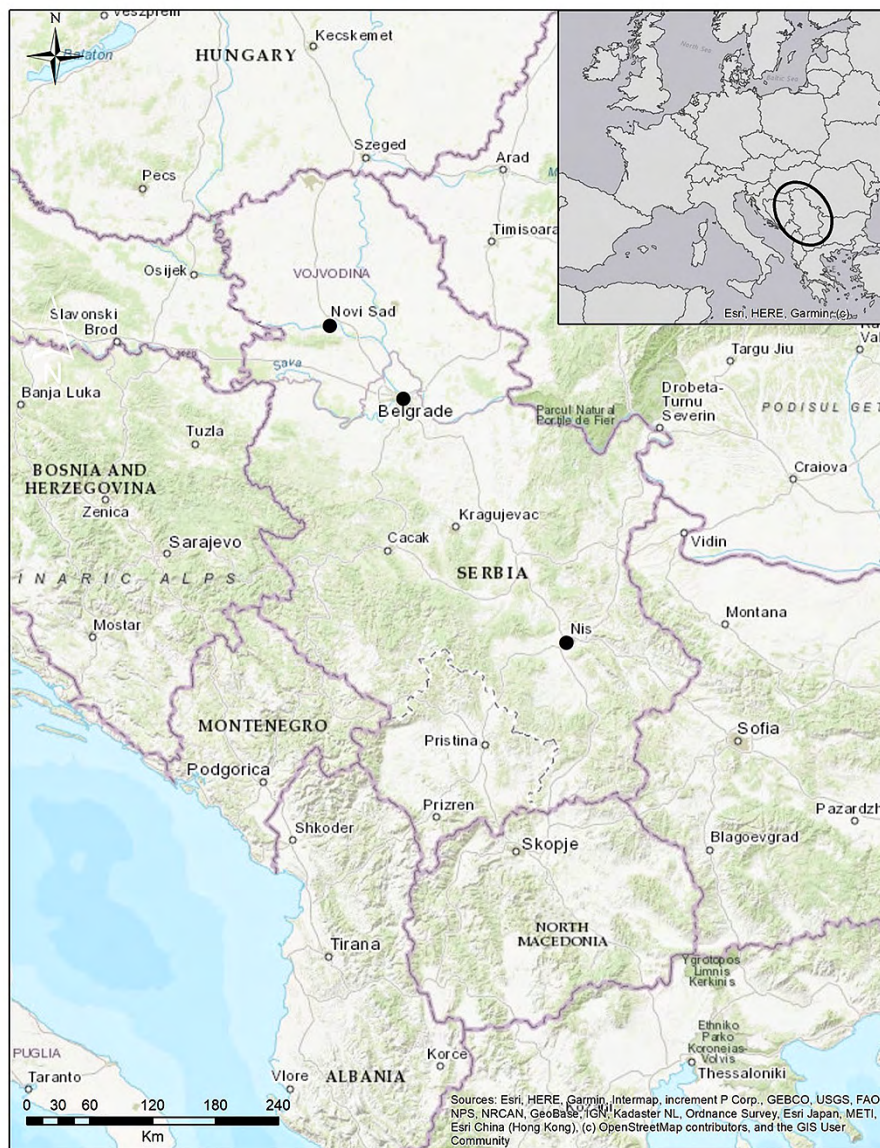 N
Veszprem
Balaton
Kecskemet
HUNGARY
North Sea
Baltic Sea
Szeged
Arad
Pecs
Timisoara
VOJVODINA
Osijek
Novi Sad
Esri, HERE, Garmin, (c)
Slavonski
Brod
Sava
Targu Jiu
Banja Luka
Drobeta-
Turnu
Severin
Belgrade
Parcul Natural
Portile de Fier
PODISUL GET
Tuzla
BOSNIA AND
HERZEGOVINA
Craiova
Zenica
Kragujevac
Sarajevo
Cacak
Vidin
INARIC ALPS
SERBIA
Montana
Mostar
Nis
MONTENEGRO
Pristina
Sofia
Podgorica
Prizren
Pazardzh
Shkoder
Skopje
Blagoevgrad
NORTH
MACEDONIA
Tirana
Ygrotopos
Limnis
Kerkinis
Ethniko
Parko
Koroneias-
Volvis
PUGLIA
Korce
Thessaloniki
Taranto
Vlore
ALBANIA
0 30 60 120 180 240
Km
Sources: Esri, HERE, Garmin, Intermap, increment P Corp., GEBCO, USGS, FAO,
NPS, NRCAN, GeoBase, IGN, Kadaster NL, Ordnance Survey, Esri Japan, METI,
Esri China (Hong Kong), (c) OpenStreetMap contributors, and the GIS User
Community